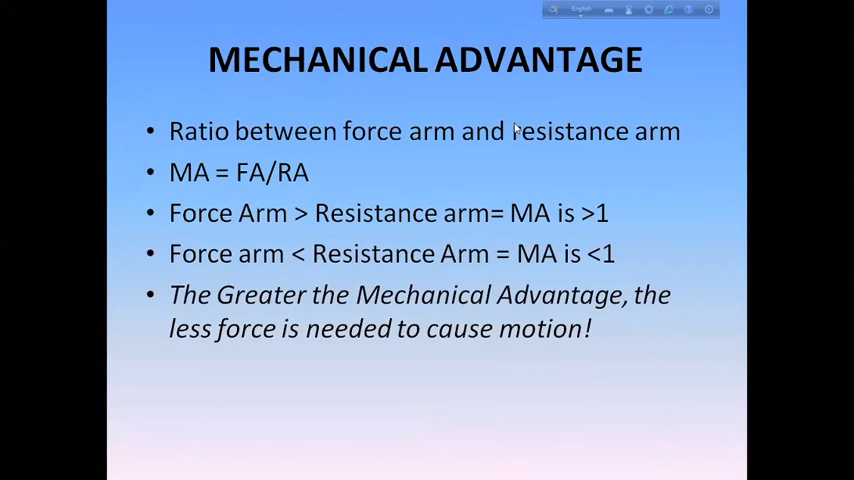 English
MECHANICAL ADVANTAGE
• Ratio between force arm and resistance arm
• MA = FA/RA
• Force Arm > Resistance arm= MA is >1
• Force arm < Resistance Arm = MA is <1
• The Greater the Mechanical Advantage, the
less force is needed to cause motion!